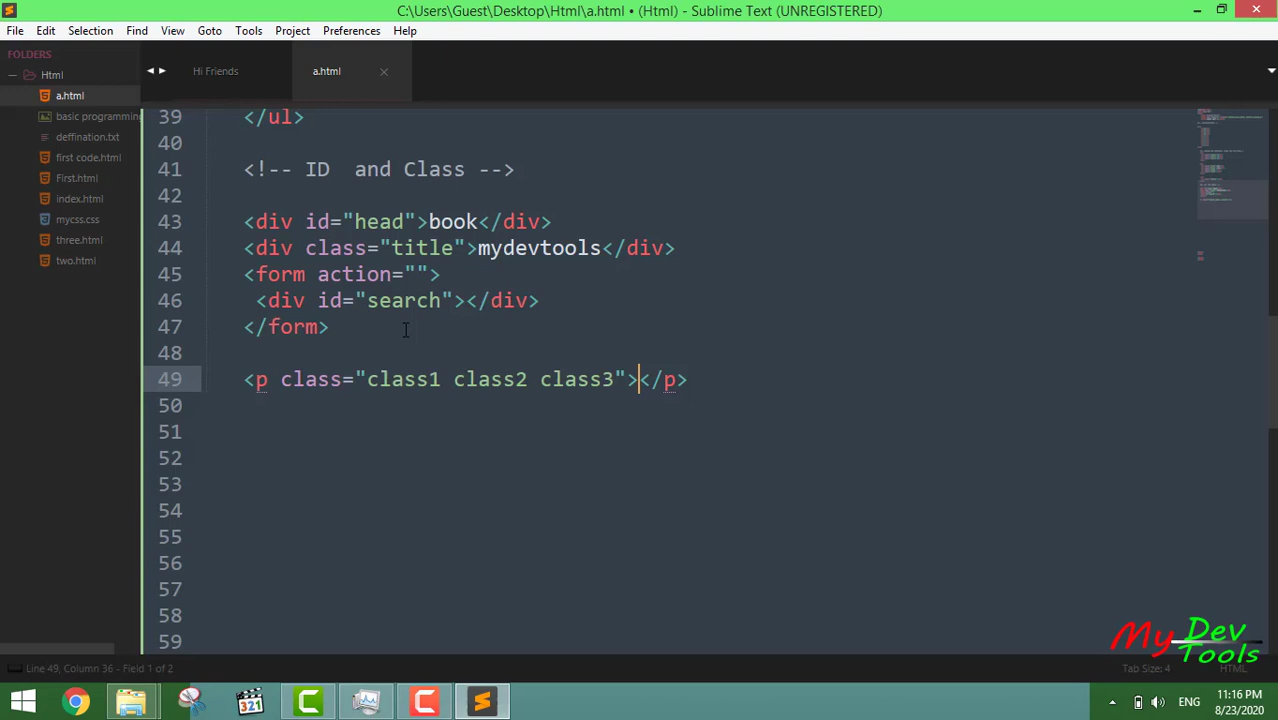 C:\Users\Guest\Desktop\Html\a.html • (Html) - Sublime Text (UNREGISTERED)
File Edit Selection Find View Goto Tools Project Preferences Help
FOLDERS
Html
a.html
basic programming
deffination.txt
first code.html
First.html
index.html
mycss.css
three.html
two.html
Hi Friends
a.html
39 </ul>
40
41 <!-- ID  and Class -->
42
43 <div id="head">book</div>
44 <div class="title">mydevtools</div>
45 <form action="">
46  <div id="search"></div>
47 </form>
48
49 <p class="class1 class2 class3"></p>
50
51
52
53
54
55
56
57
58
59
My Dev Tools
Line 49, Column 36 - Field 1 of 2
Tab Size: 4
HTML
321
ENG
11:16 PM
8/23/2020